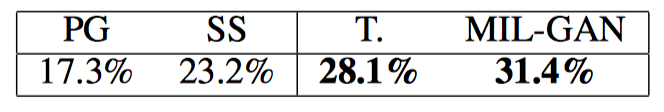 PG SS T. MIL-GAN
17.3% 23.2% 28.1% 31.4%